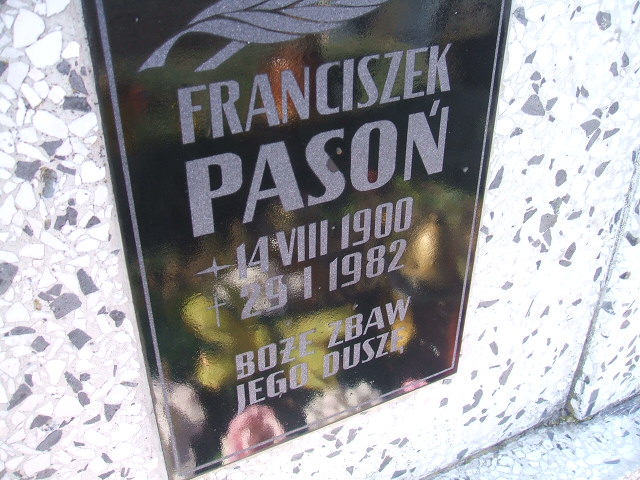 FRANCISZEK
PASOŃ
14 VIII 1900
29 I 1982
BOŻE ZBAW
JEGO DUSZĘ